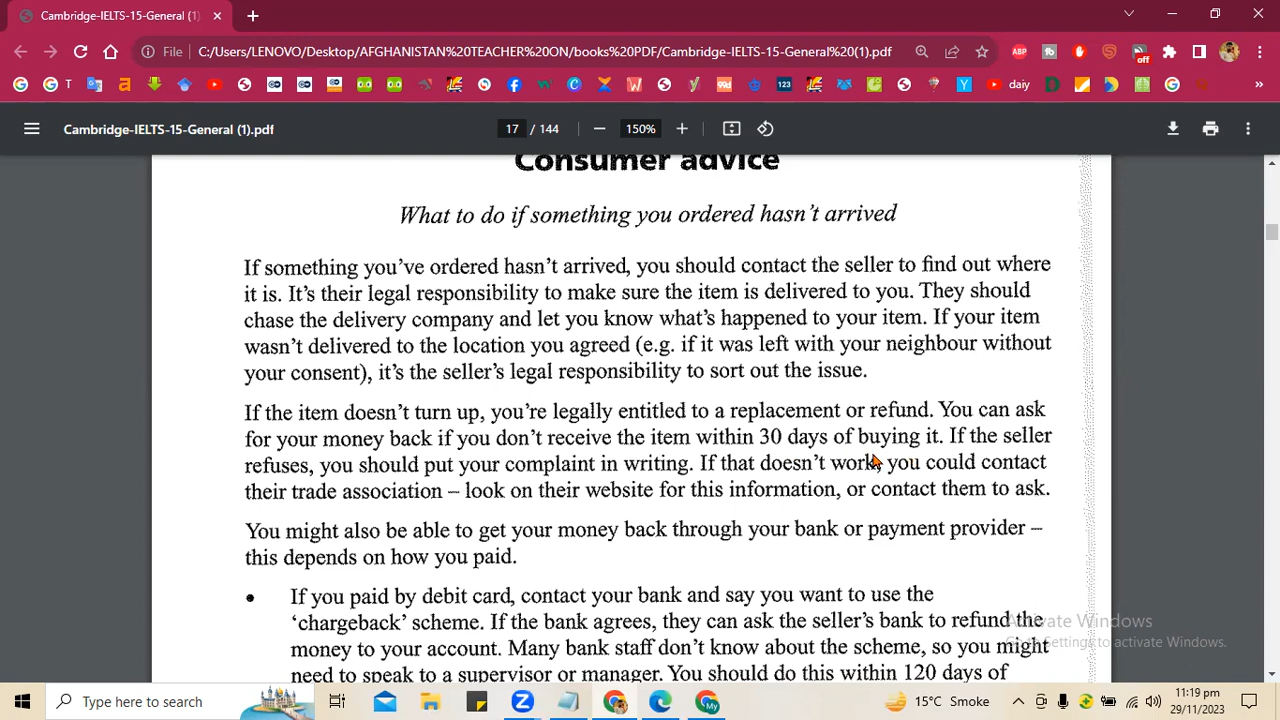 Cambridge-IELTS-15-General (1)
File C:/Users/LENOVO/Desktop/AFGHANISTAN%20TEACHER%20ON/books%20PDF/Cambridge-IELTS-15-General%20(1).pdf
ABP off
G T a 123 Y daiy D G »
Cambridge-IELTS-15-General (1).pdf 17 / 144 150%
Consumer advice
What to do if something you ordered hasn't arrived
If something you've ordered hasn't arrived, you should contact the seller to find out where
it is. It's their legal responsibility to make sure the item is delivered to you. They should
chase the delivery company and let you know what's happened to your item. If your item
wasn't delivered to the location you agreed (e.g. if it was left with your neighbour without
your consent), it's the seller's legal responsibility to sort out the issue.
If the item doesn't turn up, you're legally entitled to a replacement or refund. You can ask
for your money back if you don't receive the item within 30 days of buying it. If the seller
refuses, you should put your complaint in writing. If that doesn't work, you could contact
their trade association – look on their website for this information, or contact them to ask.
You might also be able to get your money back through your bank or payment provider –
this depends on how you paid.
• If you paid by debit card, contact your bank and say you want to use the
'chargeback' scheme. If the bank agrees, they can ask the seller's bank to refund the
money to your account. Many bank staff don't know about the scheme, so you might
need to speak to a supervisor or manager. You should do this within 120 days of
Activate Windows
Go to Settings to activate Windows.
Type here to search
15°C Smoke
11:19 pm
29/11/2023